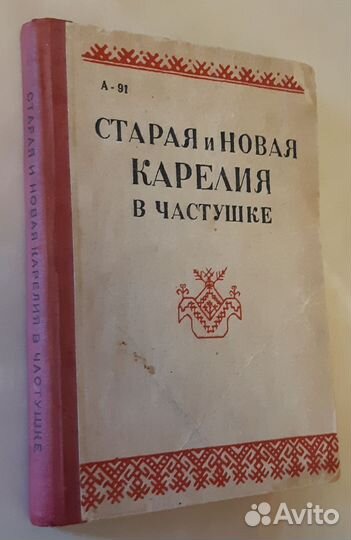 А-91
СТАРАЯ и НОВАЯ
КАРЕЛИЯ
В ЧАСТУШКЕ
СТАРАЯ И НОВАЯ КАРЕЛИЯ В ЧАСТУШКЕ
Avito